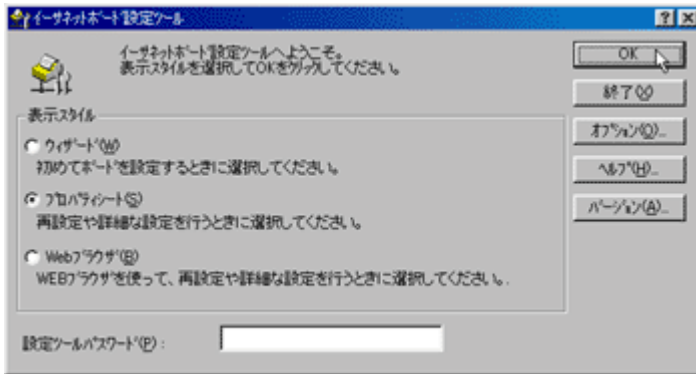 イーサネットボード設定ツール
イーサネットボード設定ツールへようこそ。
表示スタイルを選択してOKをクリックしてください。
OK
終了(X)
オプション(O)...
ヘルプ(H)...
バージョン(A)...
表示スタイル
ウィザード(W)
初めてボードを設定するときに選択してください。
プロパティシート(S)
再設定や詳細な設定を行うときに選択してください。
Webブラウザ(B)
WEBブラウザを使って、再設定や詳細な設定を行うときに選択してください。.
設定ツールパスワード(P) :